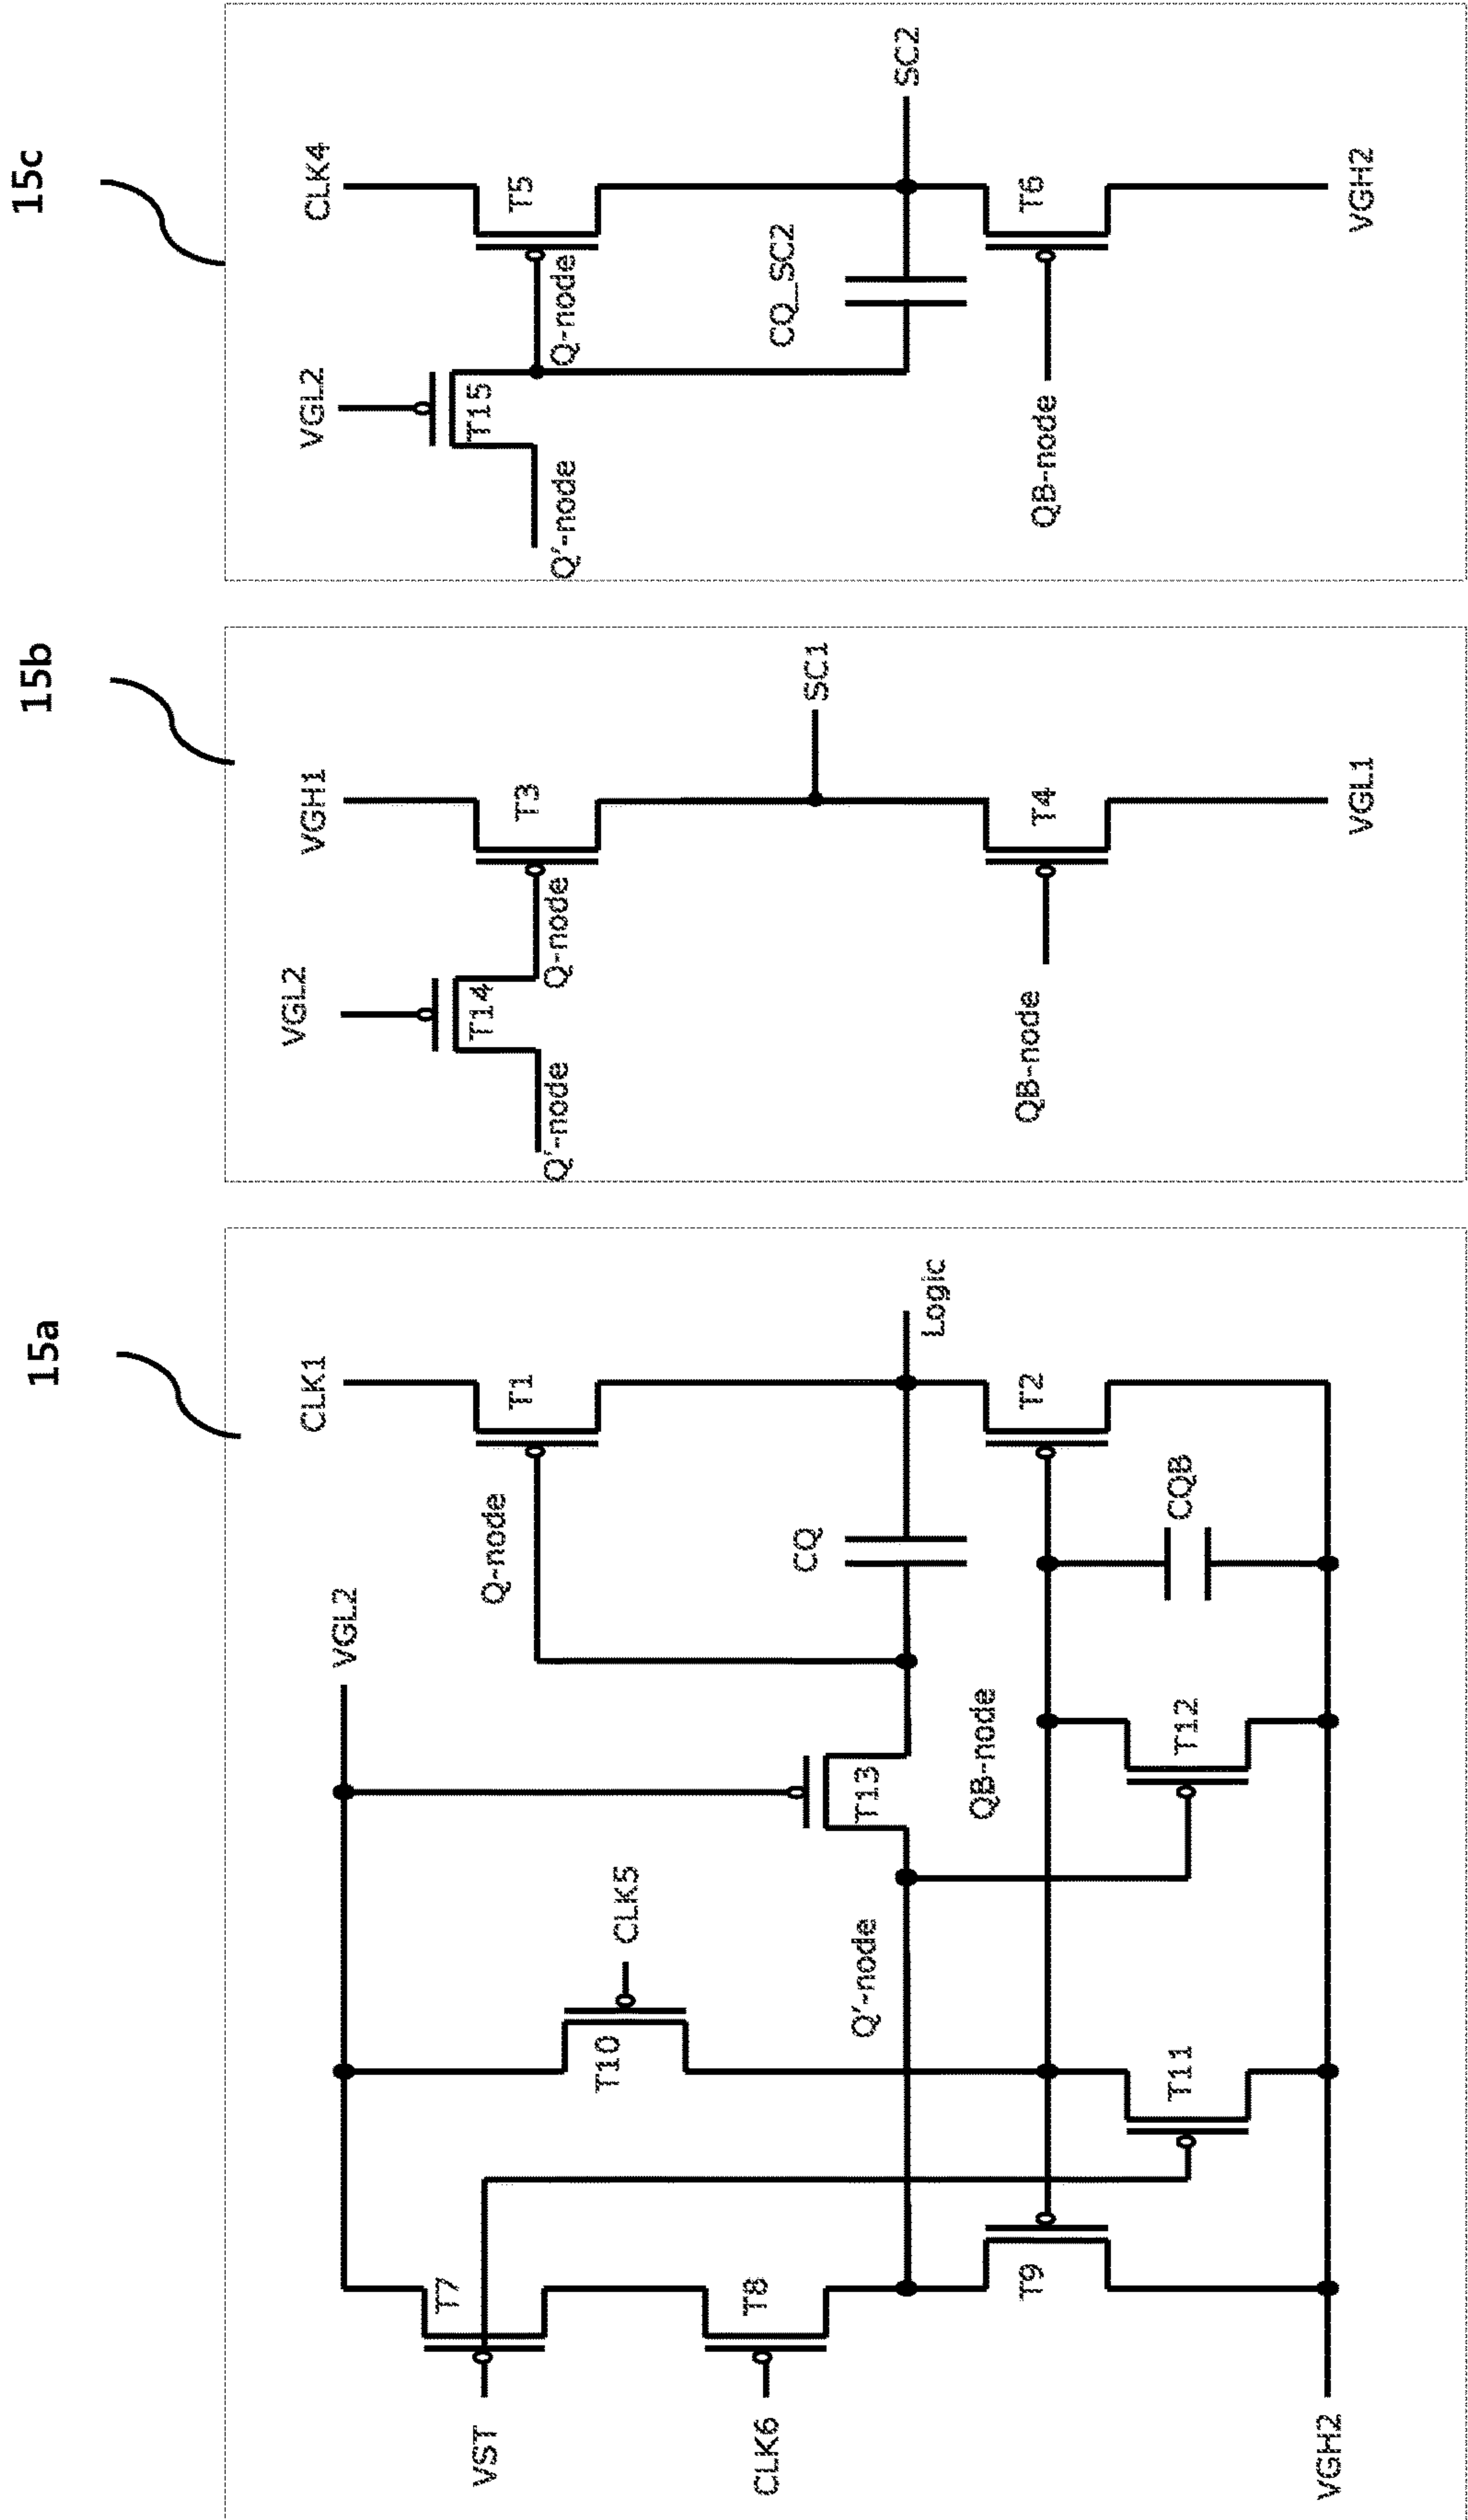 15a
15b
15c
VGL2
CLK1
T7
VST
T10
CLK5
Q-node
T1
T8
CLK6
T13
CQ
Logic
Q'-node
QB-node
T9
T11
T12
CQB
T2
VGH2
VGL2
VGH1
T14
T3
Q'-node
Q-node
SC1
QB-node
T4
VGL1
VGL2
CLK4
T15
T5
Q'-node
Q-node
CQ_SC2
SC2
QB-node
T6
VGH2